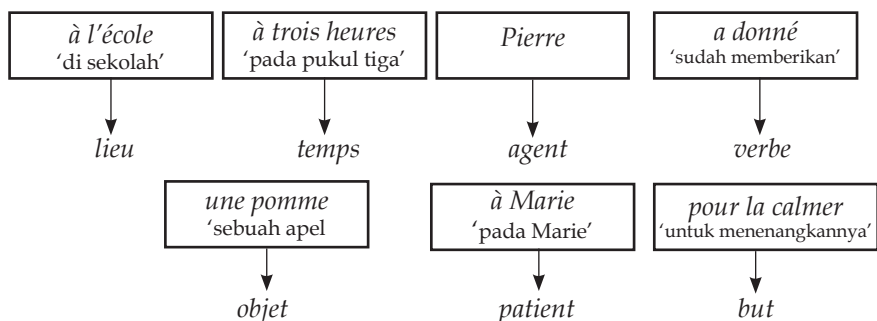 à l'école
'di sekolah'
à trois heures
'pada pukul tiga'
Pierre
a donné
'sudah memberikan'
lieu
temps
agent
verbe
une pomme
'sebuah apel
à Marie
'pada Marie'
pour la calmer
'untuk menenangkannya'
objet
patient
but